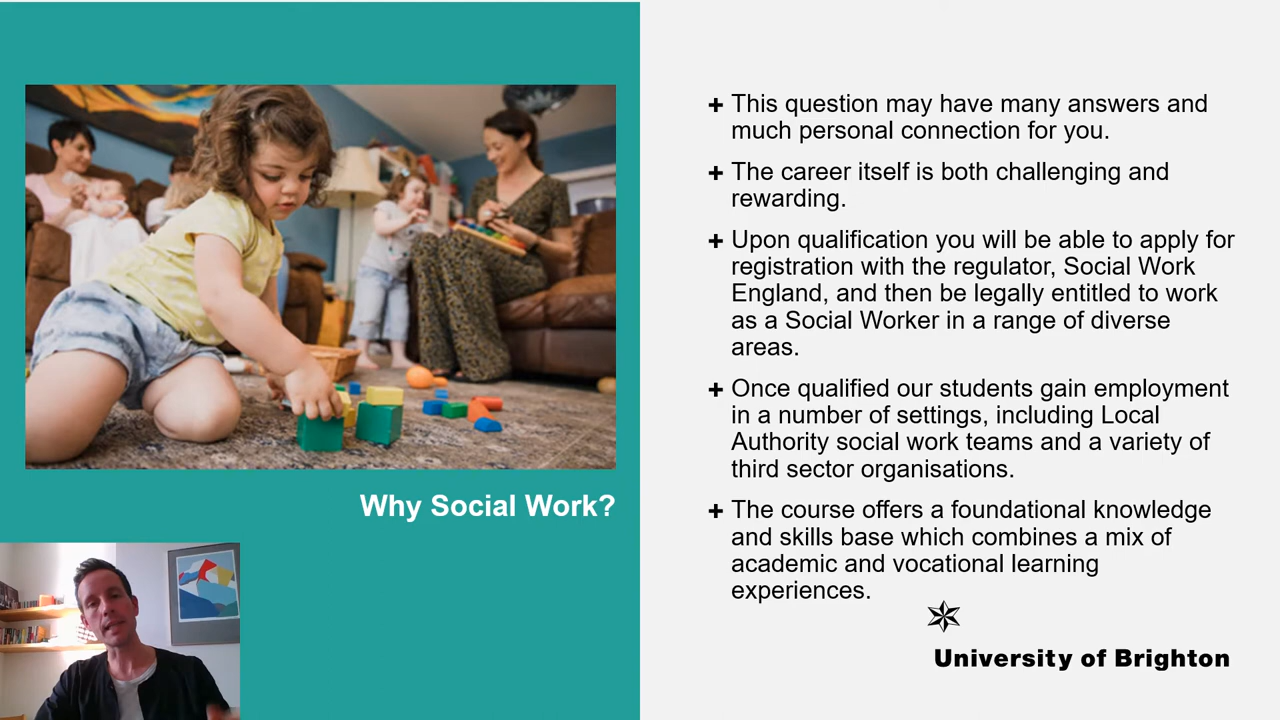 Why Social Work?
+ This question may have many answers and
much personal connection for you.
+ The career itself is both challenging and
rewarding.
+ Upon qualification you will be able to apply for
registration with the regulator, Social Work
England, and then be legally entitled to work
as a Social Worker in a range of diverse
areas.
+ Once qualified our students gain employment
in a number of settings, including Local
Authority social work teams and a variety of
third sector organisations.
+ The course offers a foundational knowledge
and skills base which combines a mix of
academic and vocational learning
experiences.
University of Brighton